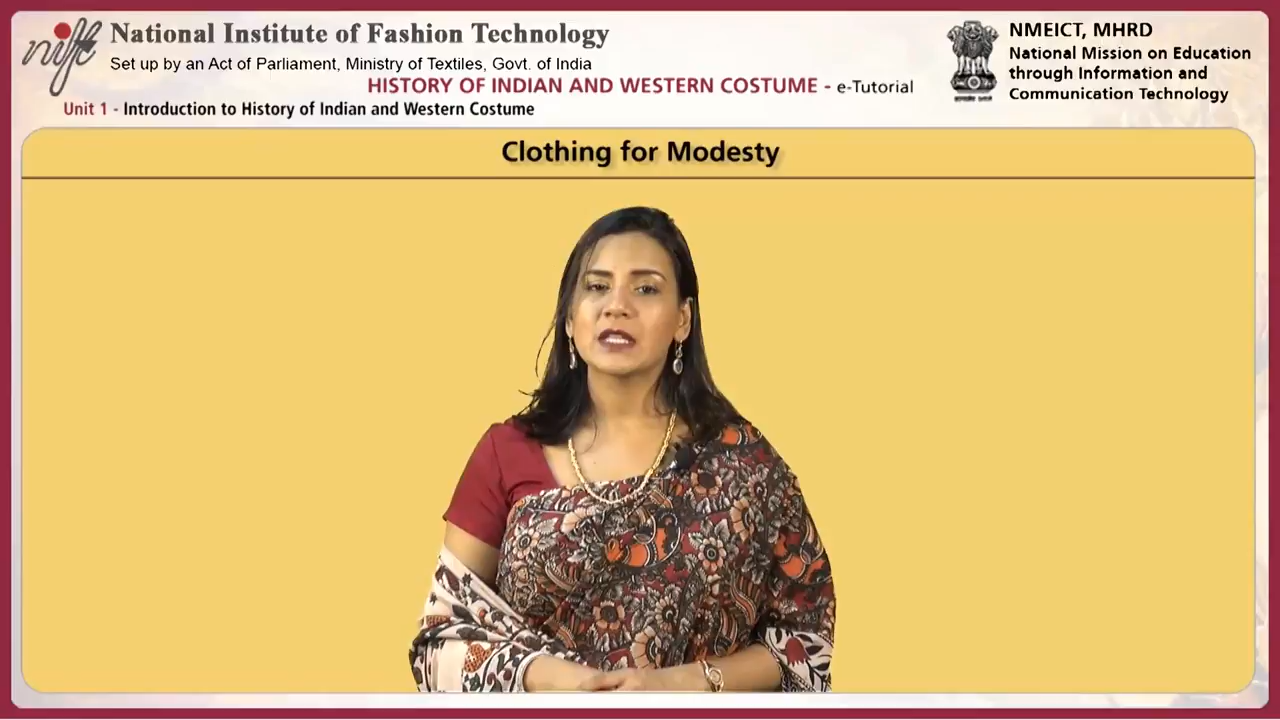 nift
National Institute of Fashion Technology
Set up by an Act of Parliament, Ministry of Textiles, Govt. of India
HISTORY OF INDIAN AND WESTERN COSTUME - e-Tutorial
Unit 1 - Introduction to History of Indian and Western Costume
NMEICT, MHRD
National Mission on Education
through Information and
Communication Technology
Clothing for Modesty